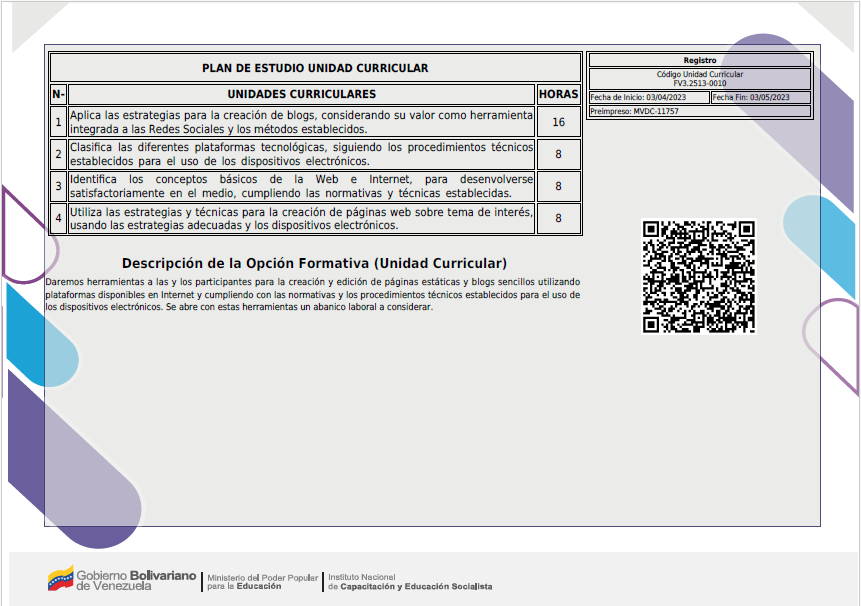 PLAN DE ESTUDIO UNIDAD CURRICULAR
N- UNIDADES CURRICULARES HORAS
1 Aplica las estrategias para la creación de blogs, considerando su valor como herramienta
integrada a las Redes Sociales y los métodos establecidos. 16
2 Clasifica las diferentes plataformas tecnológicas, siguiendo los procedimientos técnicos
establecidos para el uso de los dispositivos electrónicos. 8
3 Identifica los conceptos básicos de la Web e Internet, para desenvolverse
satisfactoriamente en el medio, cumpliendo las normativas y técnicas establecidas. 8
4 Utiliza las estrategias y técnicas para la creación de páginas web sobre tema de interés,
usando las estrategias adecuadas y los dispositivos electrónicos. 8
Registro
Código Unidad Curricular
FV3.2513-0010
Fecha de Inicio: 03/04/2023 Fecha Fin: 03/05/2023
Preimpreso: MVDC-11757
Descripción de la Opción Formativa (Unidad Curricular)
Daremos herramientas a las y los participantes para la creación y edición de páginas estáticas y blogs sencillos utilizando
plataformas disponibles en Internet y cumpliendo con las normativas y los procedimientos técnicos establecidos para el uso de
los dispositivos electrónicos. Se abre con estas herramientas un abanico laboral a considerar.
Gobierno Bolivariano
de Venezuela
Ministerio del Poder Popular
para la Educación
Instituto Nacional
de Capacitación y Educación Socialista